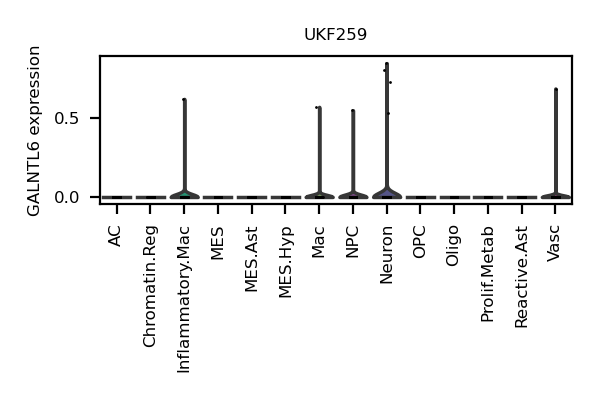 UKF259
GALNTL6 expression
0.5
0.0
AC
Chromatin.Reg
Inflammatory.Mac
MES
MES.Ast
MES.Hyp
Mac
NPC
Neuron
OPC
Oligo
Prolif.Metab
Reactive.Ast
Vasc